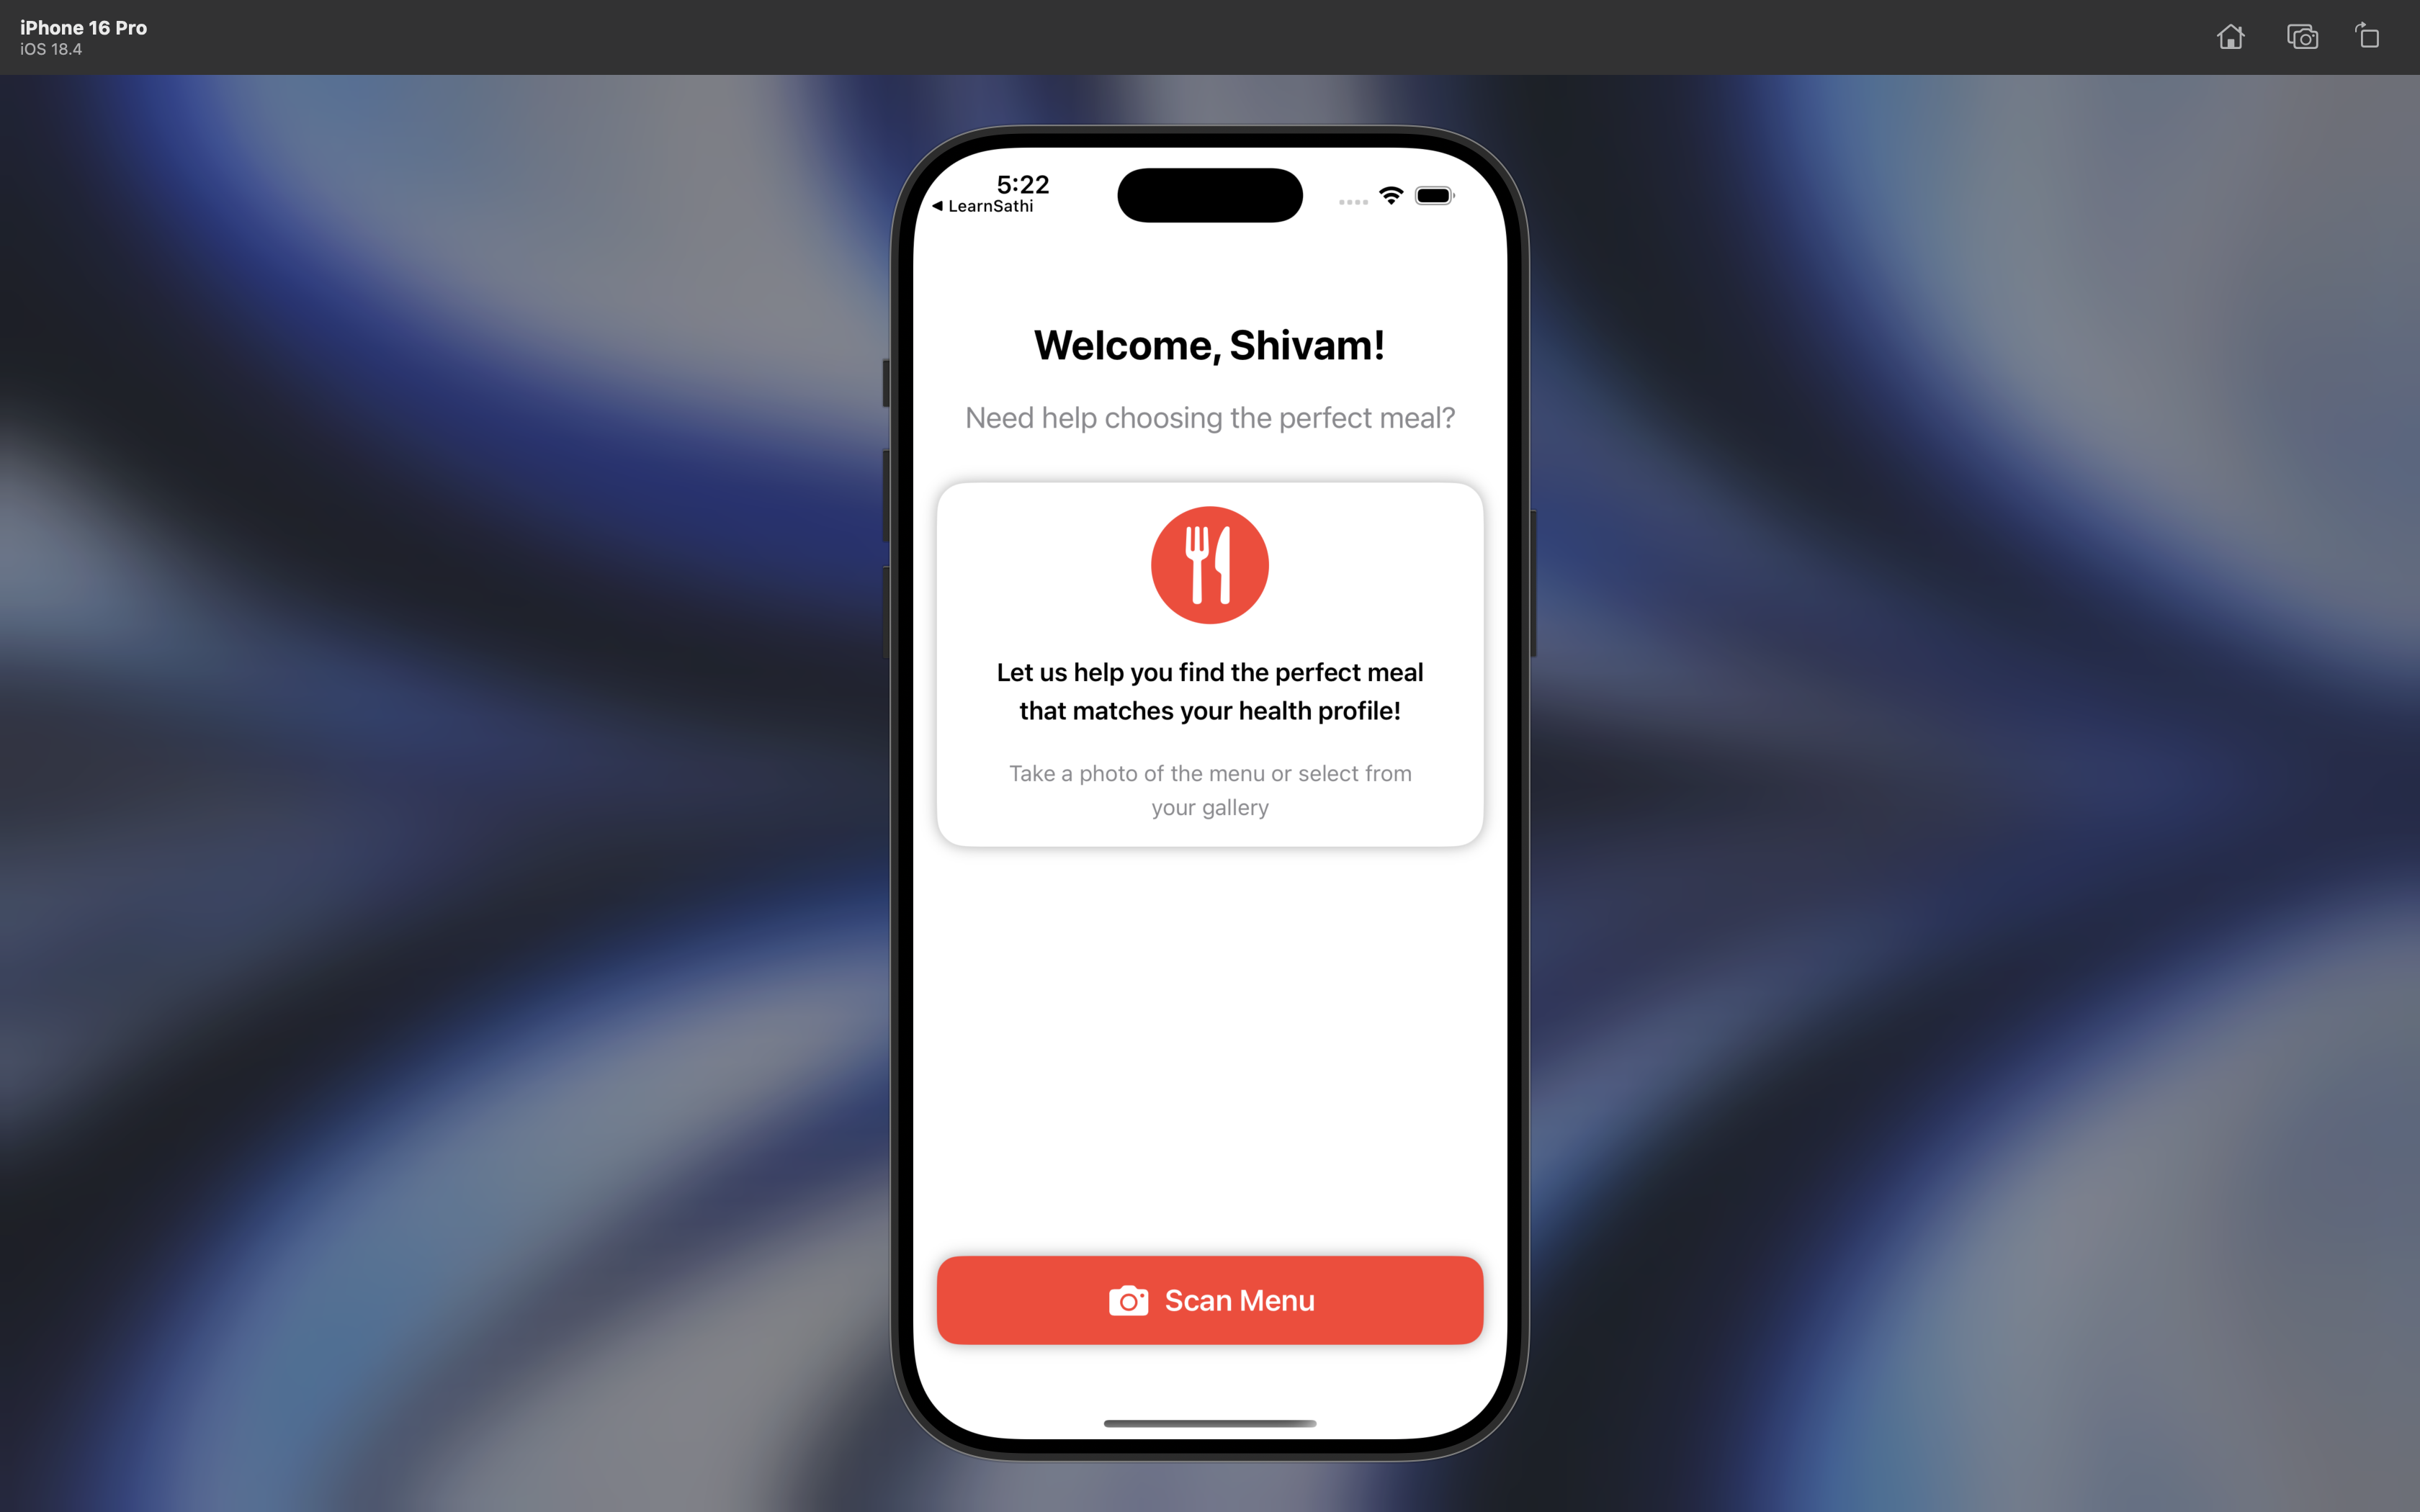 iPhone 16 Pro
iOS 18.4
5:22
◀ LearnSathi
Welcome, Shivam!
Need help choosing the perfect meal?
Let us help you find the perfect meal
that matches your health profile!
Take a photo of the menu or select from
your gallery
Scan Menu